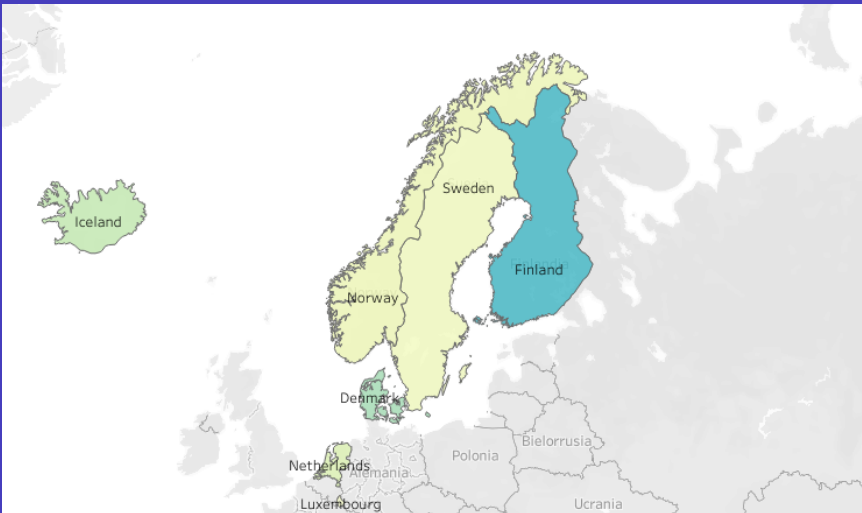 Sweden
Iceland
Finland
Norway
Denmark
Netherlands
Alemania
Polonia
Bielorrusia
Luxembourg
Ucrania